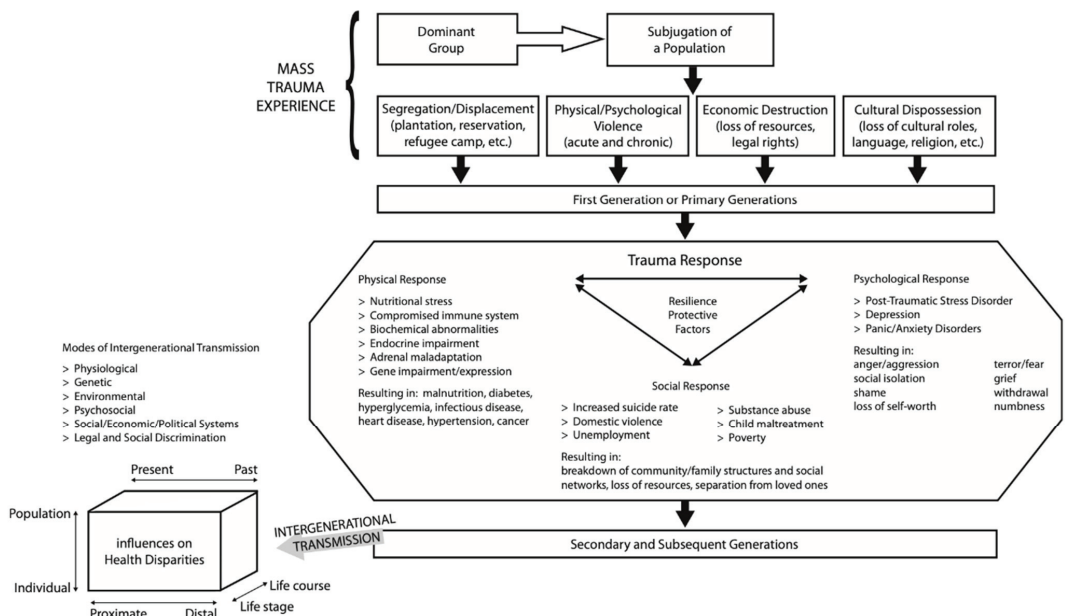 Dominant
Group
Subjugation of
a Population
MASS
TRAUMA
EXPERIENCE
Segregation/Displacement
(plantation, reservation,
refugee camp, etc.)
Physical/Psychological
Violence
(acute and chronic)
Economic Destruction
(loss of resources,
legal rights)
Cultural Dispossession
(loss of cultural roles,
language, religion, etc.)
First Generation or Primary Generations
Trauma Response
Physical Response
> Nutritional stress
> Compromised immune system
> Biochemical abnormalities
> Endocrine impairment
> Adrenal maladaptation
> Gene impairment/expression
Resulting in: malnutrition, diabetes,
hyperglycemia, infectious disease,
heart disease, hypertension, cancer
Resilience
Protective
Factors
Psychological Response
> Post-Traumatic Stress Disorder
> Depression
> Panic/Anxiety Disorders
Resulting in:
anger/aggression
social isolation
shame
loss of self-worth
terror/fear
grief
withdrawal
numbness
Social Response
> Increased suicide rate
> Domestic violence
> Unemployment
> Substance abuse
> Child maltreatment
> Poverty
Resulting in:
breakdown of community/family structures and social
networks, loss of resources, separation from loved ones
Secondary and Subsequent Generations
INTERGENERATIONAL
TRANSMISSION
Modes of Intergenerational Transmission
> Physiological
> Genetic
> Environmental
> Psychosocial
> Social/Economic/Political Systems
> Legal and Social Discrimination
Present Past
Population
Individual
influences on
Health Disparities
Life course
Life stage
Proximate Distal